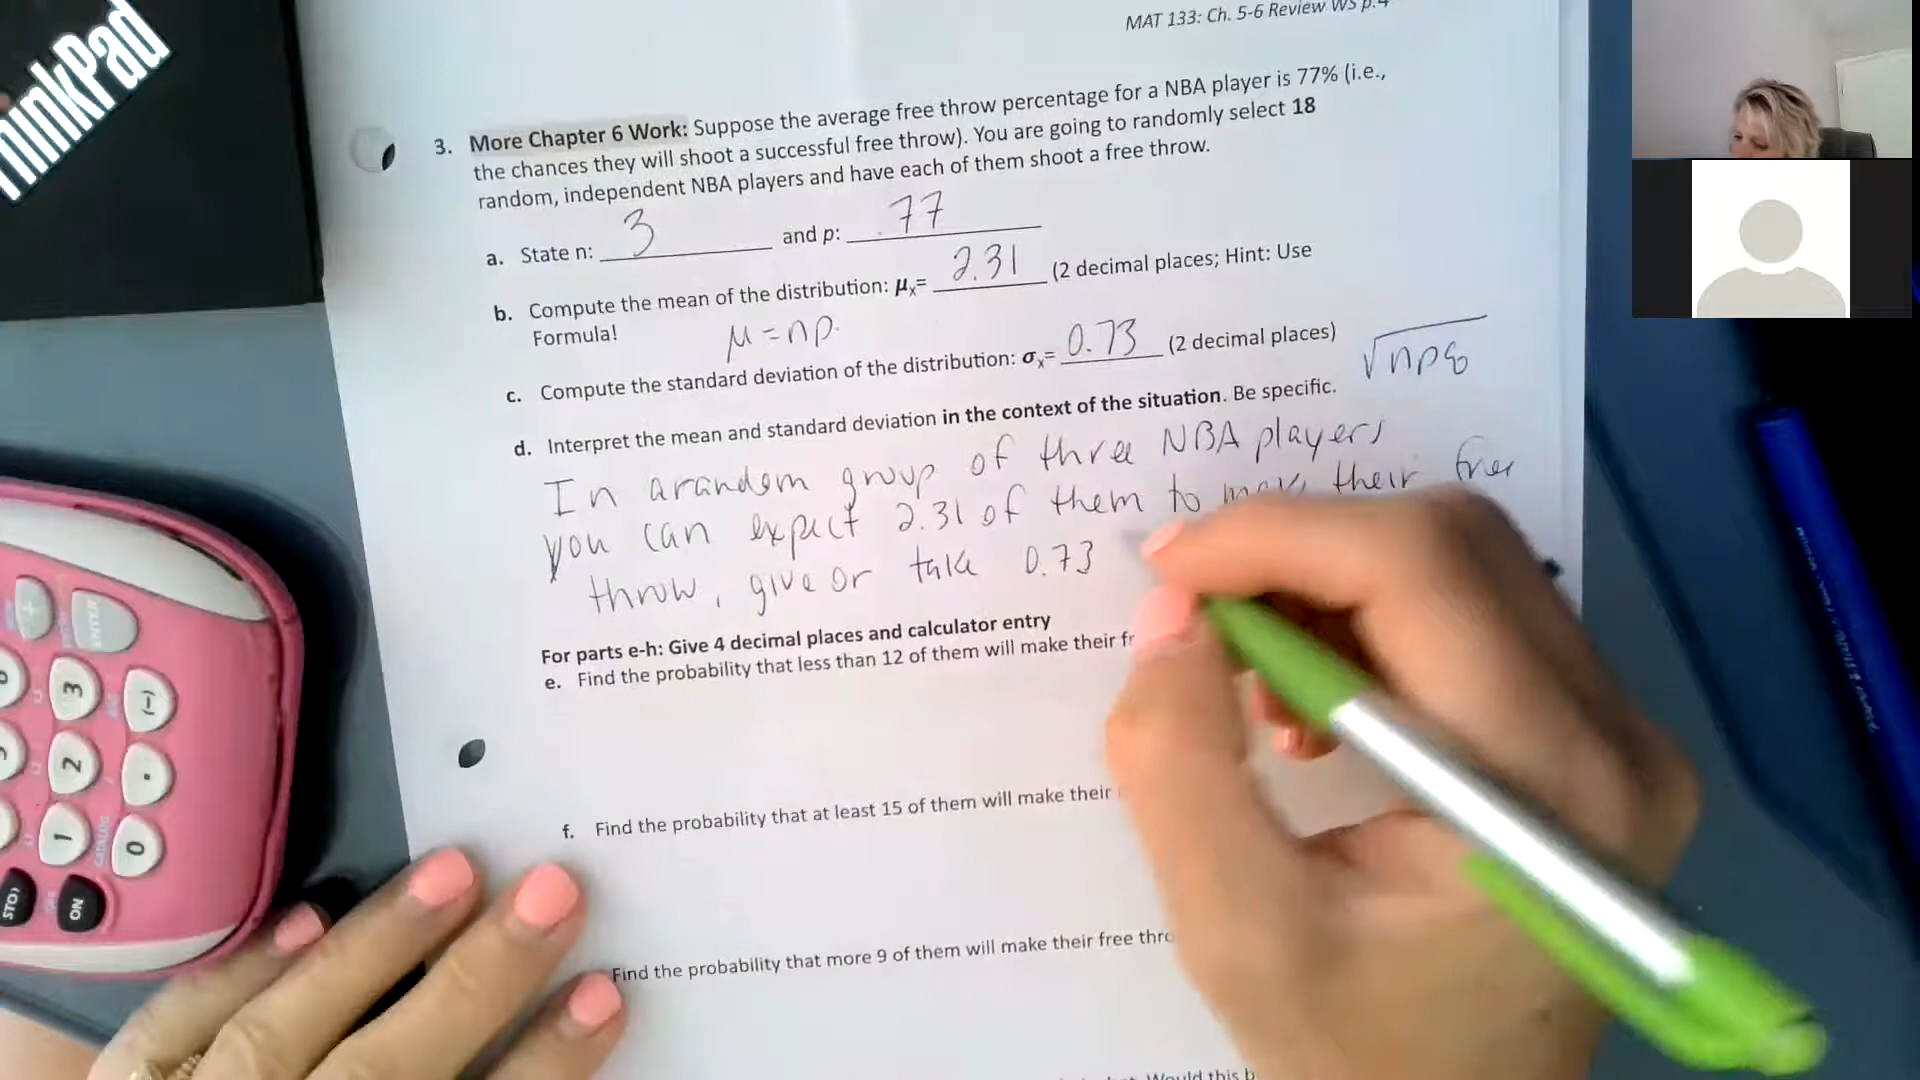 ThinkPad
MAT 133: Ch. 5-6 Review WS p.4
3. More Chapter 6 Work: Suppose the average free throw percentage for a NBA player is 77% (i.e.,
the chances they will shoot a successful free throw). You are going to randomly select 18
random, independent NBA players and have each of them shoot a free throw.
a. State n: 3 and p: .77
b. Compute the mean of the distribution: μx= 2.31 (2 decimal places; Hint: Use
Formula!
μ = np.
c. Compute the standard deviation of the distribution: σx= 0.73 (2 decimal places)
√npq
d. Interpret the mean and standard deviation in the context of the situation. Be specific.
In a random group of three NBA players
you can expect 2.31 of them to their free
throw, give or take 0.73
For parts e-h: Give 4 decimal places and calculator entry
e. Find the probability that less than 12 of them will make their fr
f. Find the probability that at least 15 of them will make their
Find the probability that more 9 of them will make their free thro
Would this b
ENTER
3
(-)
2
.
1
0
CATALOG
STO
ON